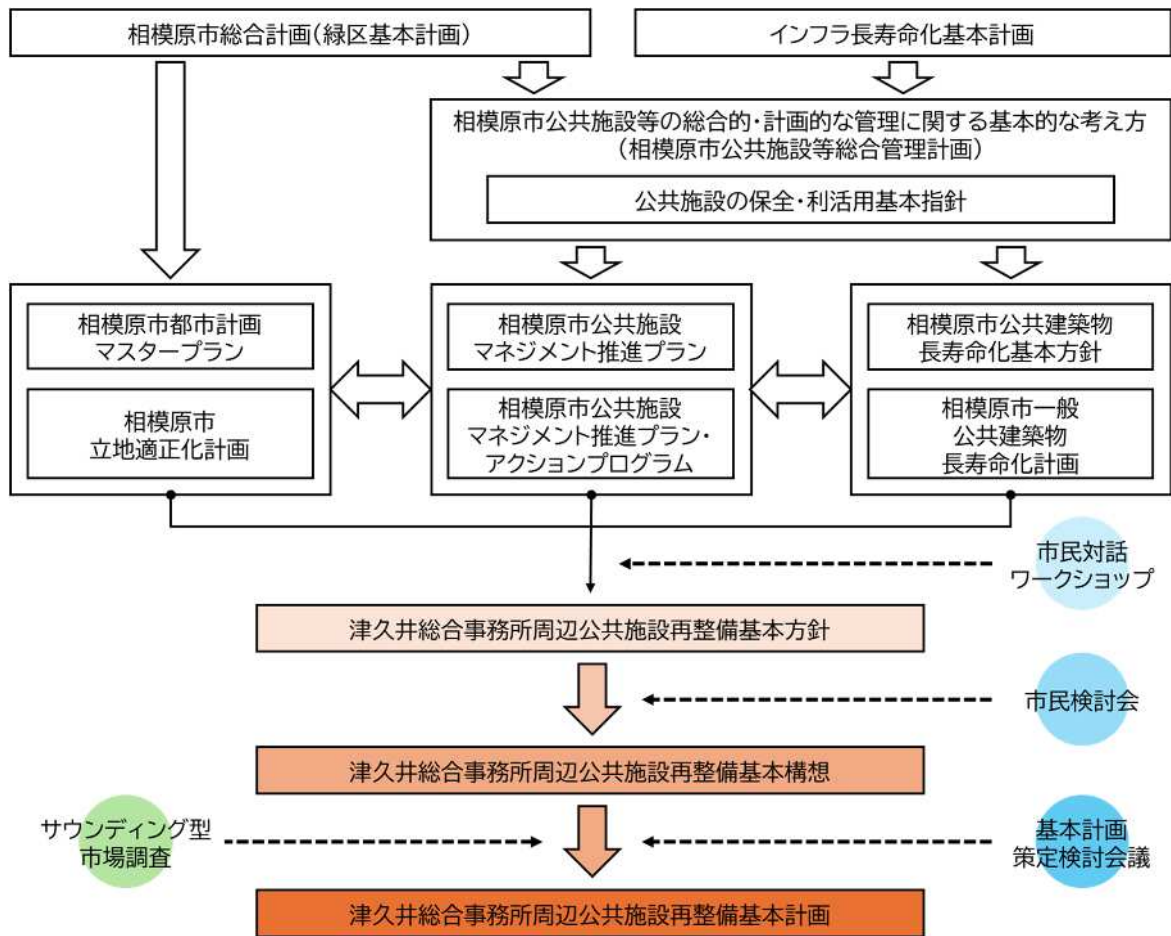 相模原市総合計画(緑区基本計画)
インフラ長寿命化基本計画
相模原市公共施設等の総合的・計画的な管理に関する基本的な考え方
(相模原市公共施設等総合管理計画)
公共施設の保全・利活用基本指針
相模原市都市計画
マスタープラン
相模原市
立地適正化計画
相模原市公共施設
マネジメント推進プラン
相模原市公共施設
マネジメント推進プラン・
アクションプログラム
相模原市公共建築物
長寿命化基本方針
相模原市一般
公共建築物
長寿命化計画
市民対話
ワークショップ
津久井総合事務所周辺公共施設再整備基本方針
市民検討会
津久井総合事務所周辺公共施設再整備基本構想
サウンディング型
市場調査
基本計画
策定検討会議
津久井総合事務所周辺公共施設再整備基本計画